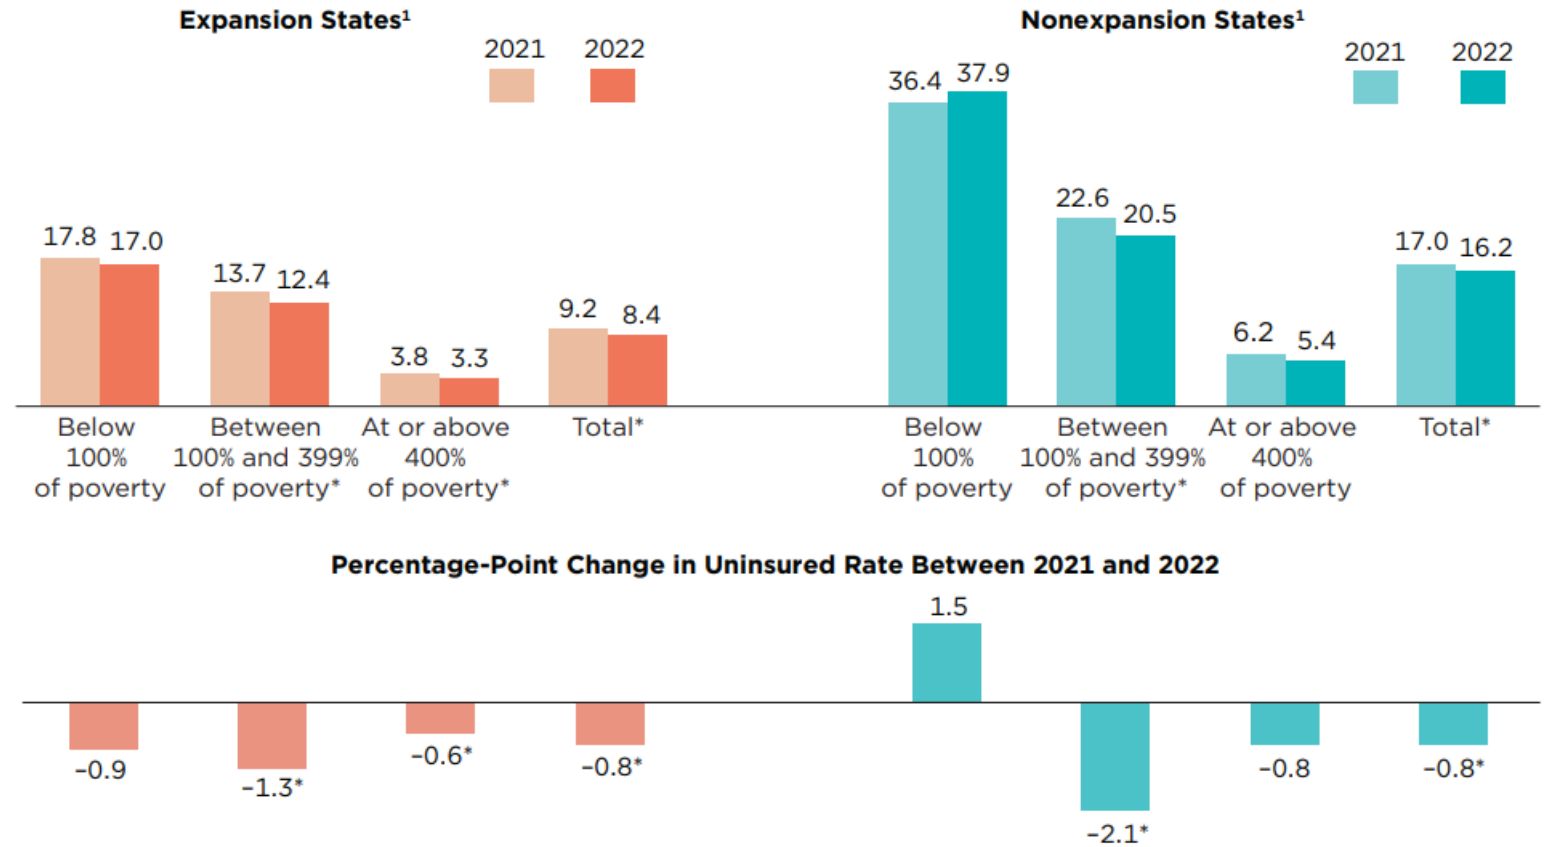 Expansion States¹
2021 2022
17.8 17.0
13.7 12.4
3.8 3.3
9.2 8.4
Below
100%
of poverty
Between
100% and 399%
of poverty*
At or above
400%
of poverty*
Total*
Nonexpansion States¹
2021 2022
36.4 37.9
22.6 20.5
6.2 5.4
17.0 16.2
Below
100%
of poverty
Between
100% and 399%
of poverty*
At or above
400%
of poverty
Total*
Percentage-Point Change in Uninsured Rate Between 2021 and 2022
–0.9
–1.3*
–0.6*
–0.8*
1.5
–2.1*
–0.8
–0.8*